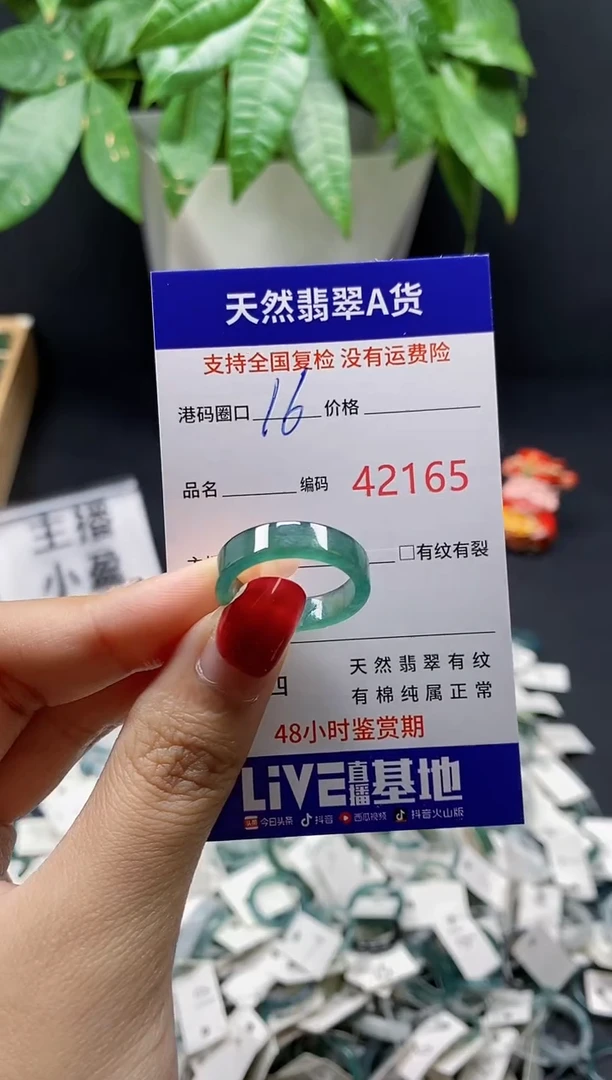 天然翡翠A货
支持全国复检 没有运费险
港码圈口 16 价格
品名 编码 42165
□有纹有裂
天然翡翠有纹
有棉纯属正常
48小时鉴赏期
LiVE直播基地
今日头条 抖音 西瓜视频 抖音火山版
主播
小盈